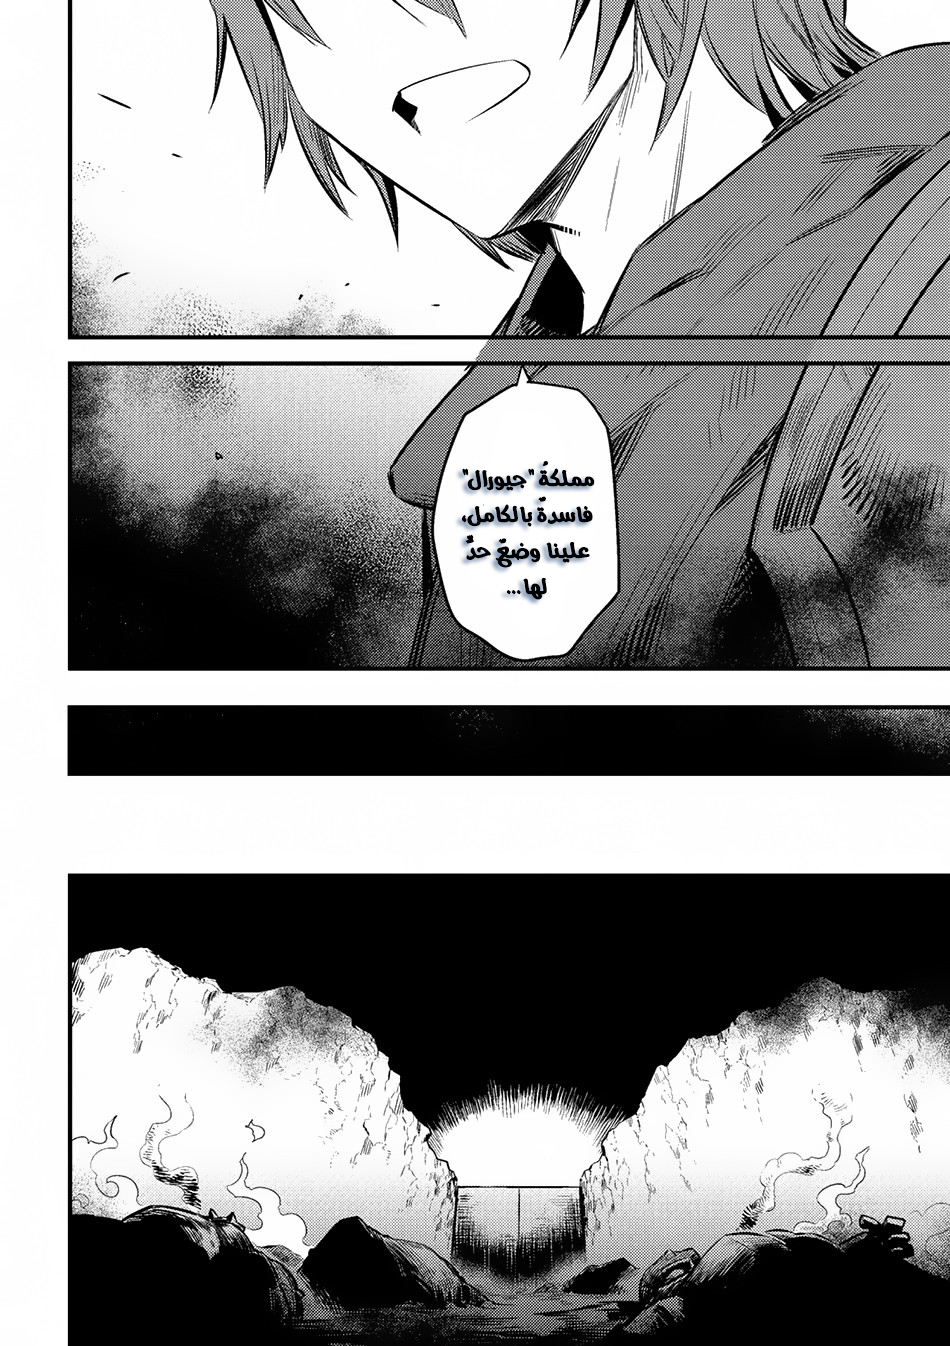 مملكةُ "جيورال"
فاسدةٌ بالكامل،
علينا وضعُ حدٍّ
لها...